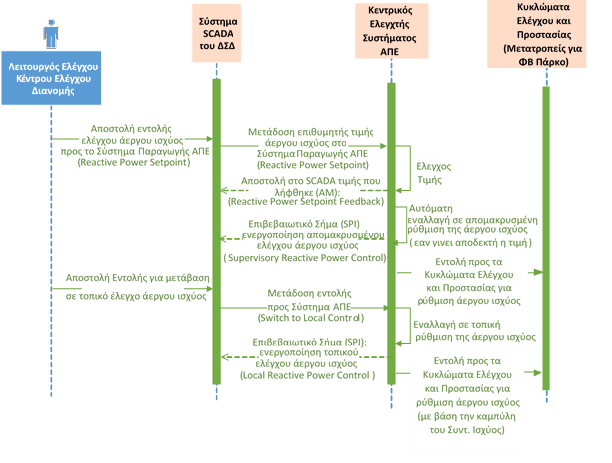 Σύστημα
SCADA
του ΔΣΔ
Κεντρικός
Ελεγχτής
Συστήματος
ΑΠΕ
Κυκλώματα
Ελέγχου και
Προστασίας
(Μετατροπείς για
ΦΒ Πάρκο)
Λειτουργός Ελέγχου
Κέντρου Ελέγχου
Διανομής
Αποστολή εντολής
ελέγχου άεργου ισχύος
προς το Σύστημα Παραγωγής ΑΠΕ
(Reactive Power Setpoint)
Μετάδοση επιθυμητής τιμής
άεργου ισχύος στο
Σύστημα Παραγωγής ΑΠΕ
(Reactive Power Setpoint)
Ελεγχος
Τιμής
Αποστολή στο SCADA τιμής που
λήφθηκε (AM):
(Reactive Power Setpoint Feedback)
Αυτόματη
εναλλαγή σε απομακρυσμένη
ρύθμιση της άεργου ισχύος
( εαν γινει αποδεκτή η τιμή )
Επιβεβαιωτικό Σήμα (SPI)
ενεργοποίηση απομακρυσμένου
ελέγχου άεργου ισχύος
( Supervisory Reactive Power Control)
Εντολή προς τα
Κυκλώματα Ελέγχου
και Προστασίας για
ρύθμιση άεργου ισχύος
Αποστολή Εντολής για μετάβαση
σε τοπικό έλεγχο άεργου ισχύος
Μετάδοση εντολής
προς Σύστημα ΑΠΕ
(Switch to Local Control)
Εναλλαγή σε τοπική
ρύθμιση της άεργου ισχύος
Επιβεβαιωτικό Σήμα (SPI):
ενεργοποίηση τοπικού
ελέγχου άεργου ισχύος
(Local Reactive Power Control )
Εντολή προς τα
Κυκλώματα Ελέγχου
και Προστασίας για
ρύθμιση άεργου ισχύος
(με βάση την καμπύλη
του Συντ. Ισχύος)